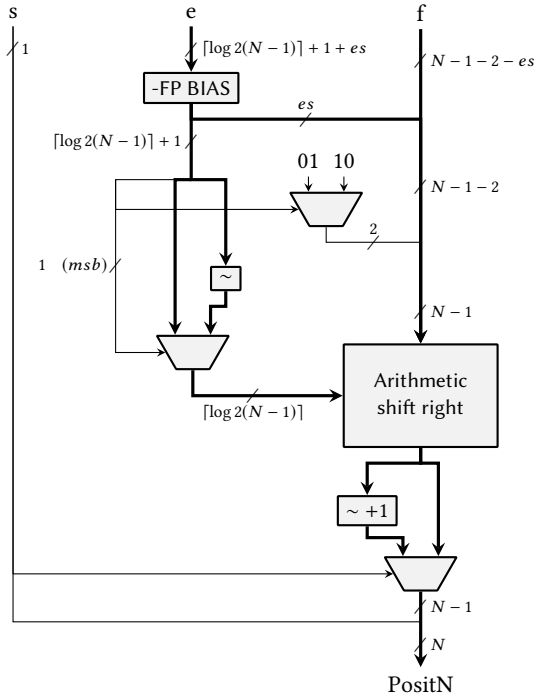 s e f
1
⌈log 2(N−1)⌉+1+es
N−1−2−es
-FP BIAS
es
⌈log 2(N−1)⌉+1
01 10
N−1−2
2
1 (msb)
~
N−1
Arithmetic
shift right
⌈log 2(N−1)⌉
~ +1
N−1
N
PositN